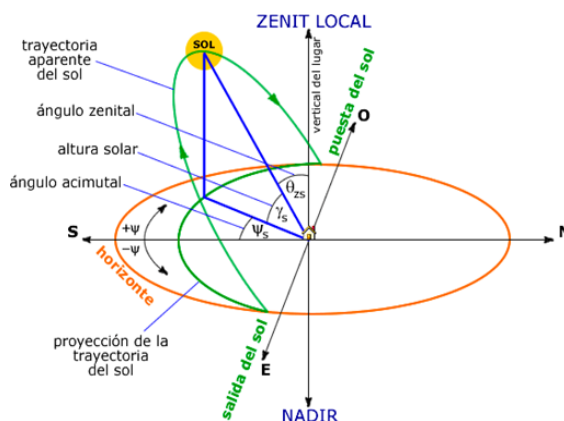 ZENIT LOCAL
trayectoria
aparente
del sol
SOL
vertical del lugar
puesta del sol
O
ángulo zenital
altura solar
ángulo acimutal
θzs
γs
ψs
S
+ψ
−ψ
N
horizonte
proyección de la
trayectoria
del sol
salida del sol
E
NADIR